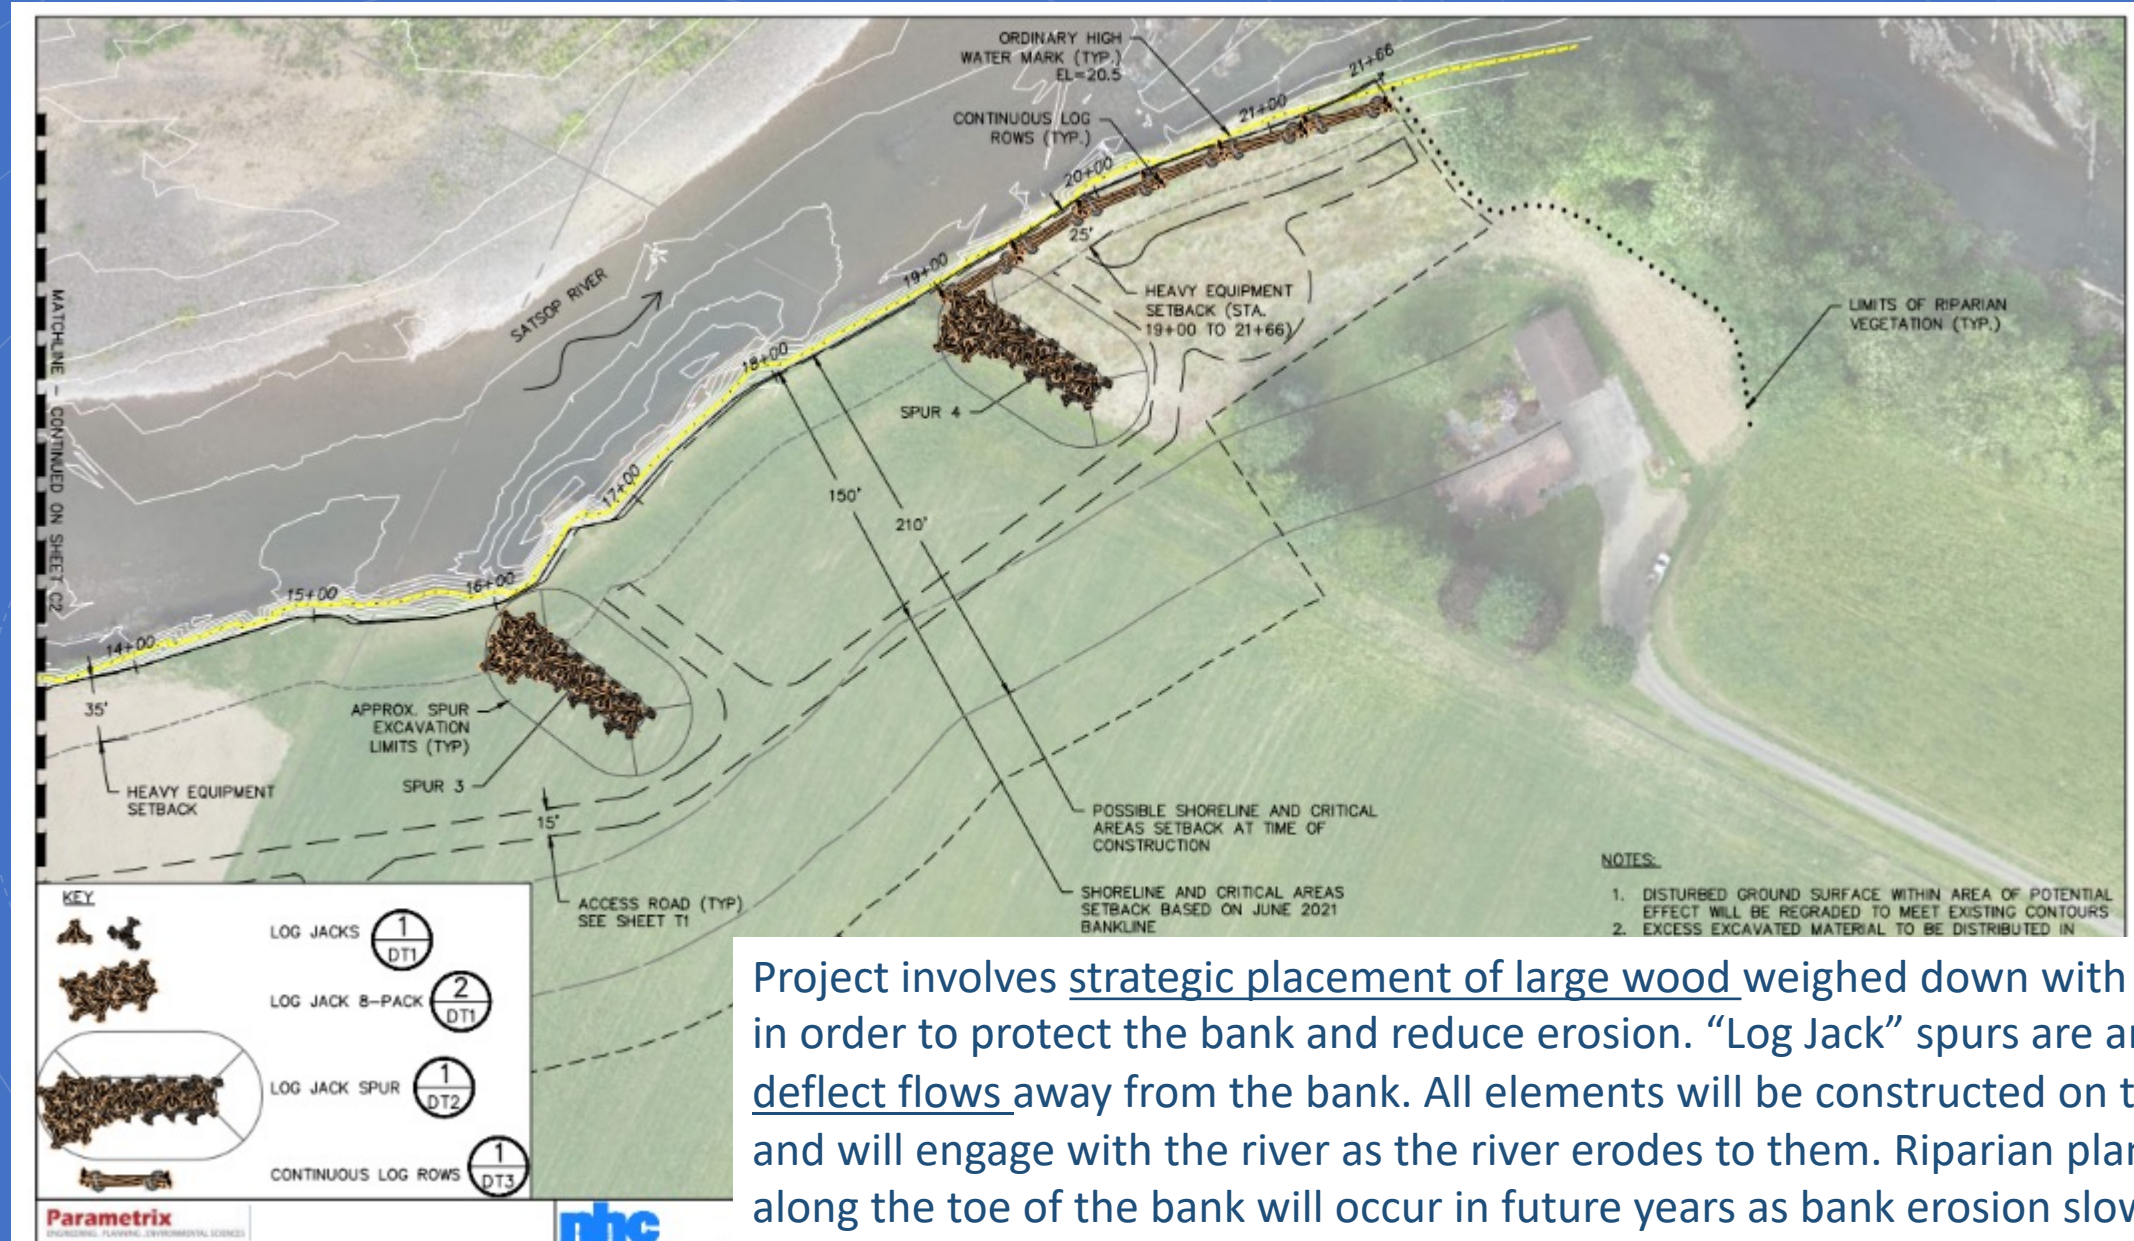 ORDINARY HIGH
WATER MARK (TYP.)
EL=20.5
CONTINUOUS LOG
ROWS (TYP.)
21+66
21+00
20+00
19+00
18+00
17+00
16+00
15+00
14+00
25'
HEAVY EQUIPMENT
SETBACK (STA.
19+00 TO 21+66)
LIMITS OF RIPARIAN
VEGETATION (TYP.)
SATSOP RIVER
MATCHLINE - CONTINUED ON SHEET C2
SPUR 4
150'
210'
35'
APPROX. SPUR
EXCAVATION
LIMITS (TYP)
SPUR 3
HEAVY EQUIPMENT
SETBACK
15'
ACCESS ROAD (TYP)
SEE SHEET T1
POSSIBLE SHORELINE AND CRITICAL
AREAS SETBACK AT TIME OF
CONSTRUCTION
SHORELINE AND CRITICAL AREAS
SETBACK BASED ON JUNE 2021
BANKLINE
NOTES:
1. DISTURBED GROUND SURFACE WITHIN AREA OF POTENTIAL
EFFECT WILL BE REGRADED TO MEET EXISTING CONTOURS
2. EXCESS EXCAVATED MATERIAL TO BE DISTRIBUTED IN
KEY
LOG JACKS 1 DT1
LOG JACK 8-PACK 2 DT1
LOG JACK SPUR 1 DT2
CONTINUOUS LOG ROWS 1 DT3
Parametrix
ENGINEERING . PLANNING . ENVIRONMENTAL SCIENCES
nhc
Project involves strategic placement of large wood weighed down with
in order to protect the bank and reduce erosion. “Log Jack” spurs are
deflect flows away from the bank. All elements will be constructed on
and will engage with the river as the river erodes to them. Riparian
along the toe of the bank will occur in future years as bank erosion